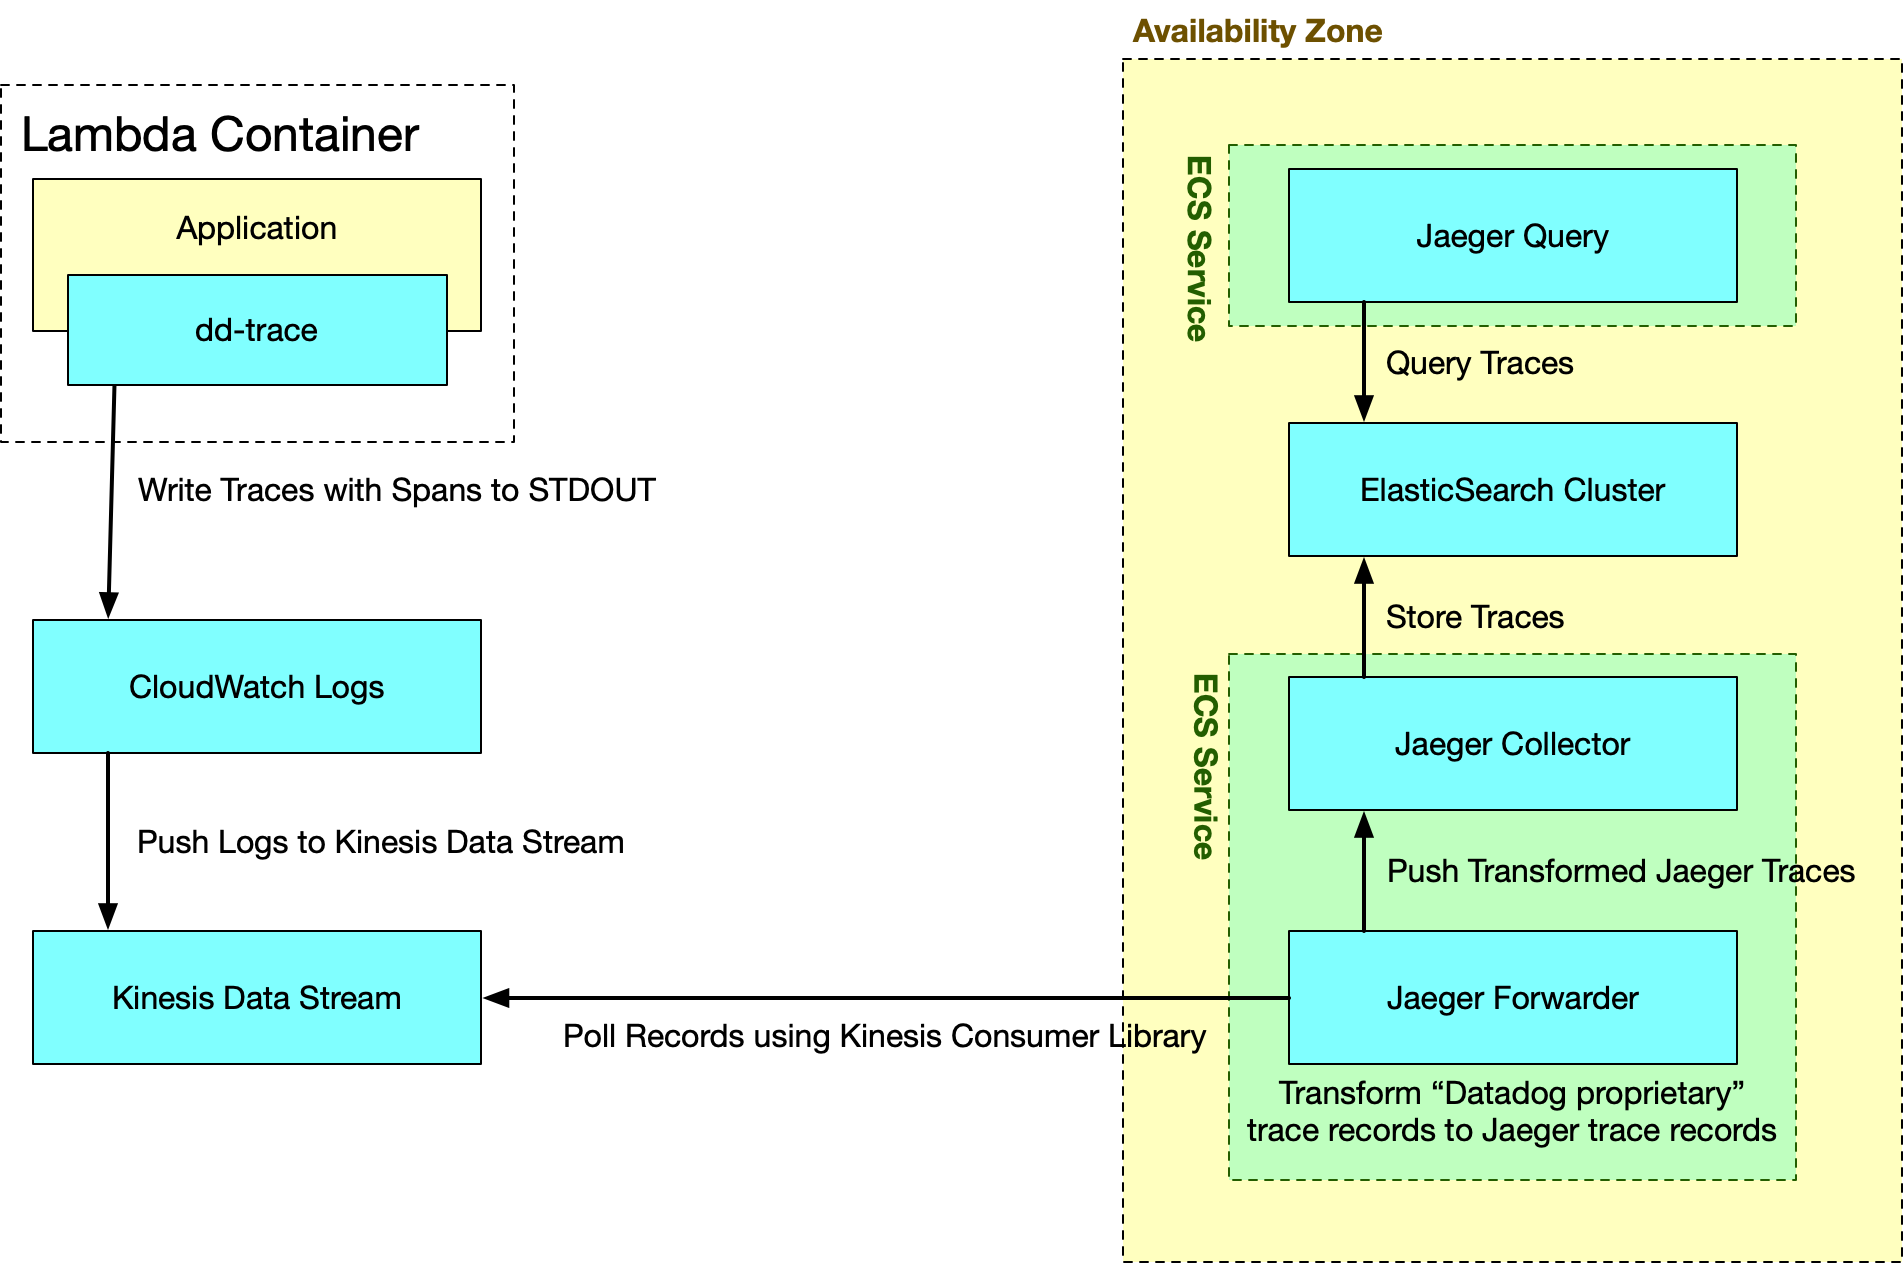 Availability Zone
Lambda Container
Application
dd-trace
Write Traces with Spans to STDOUT
CloudWatch Logs
Push Logs to Kinesis Data Stream
Kinesis Data Stream
Poll Records using Kinesis Consumer Library
ECS Service
Jaeger Query
Query Traces
ElasticSearch Cluster
Store Traces
ECS Service
Jaeger Collector
Push Transformed Jaeger Traces
Jaeger Forwarder
Transform “Datadog proprietary”
trace records to Jaeger trace records